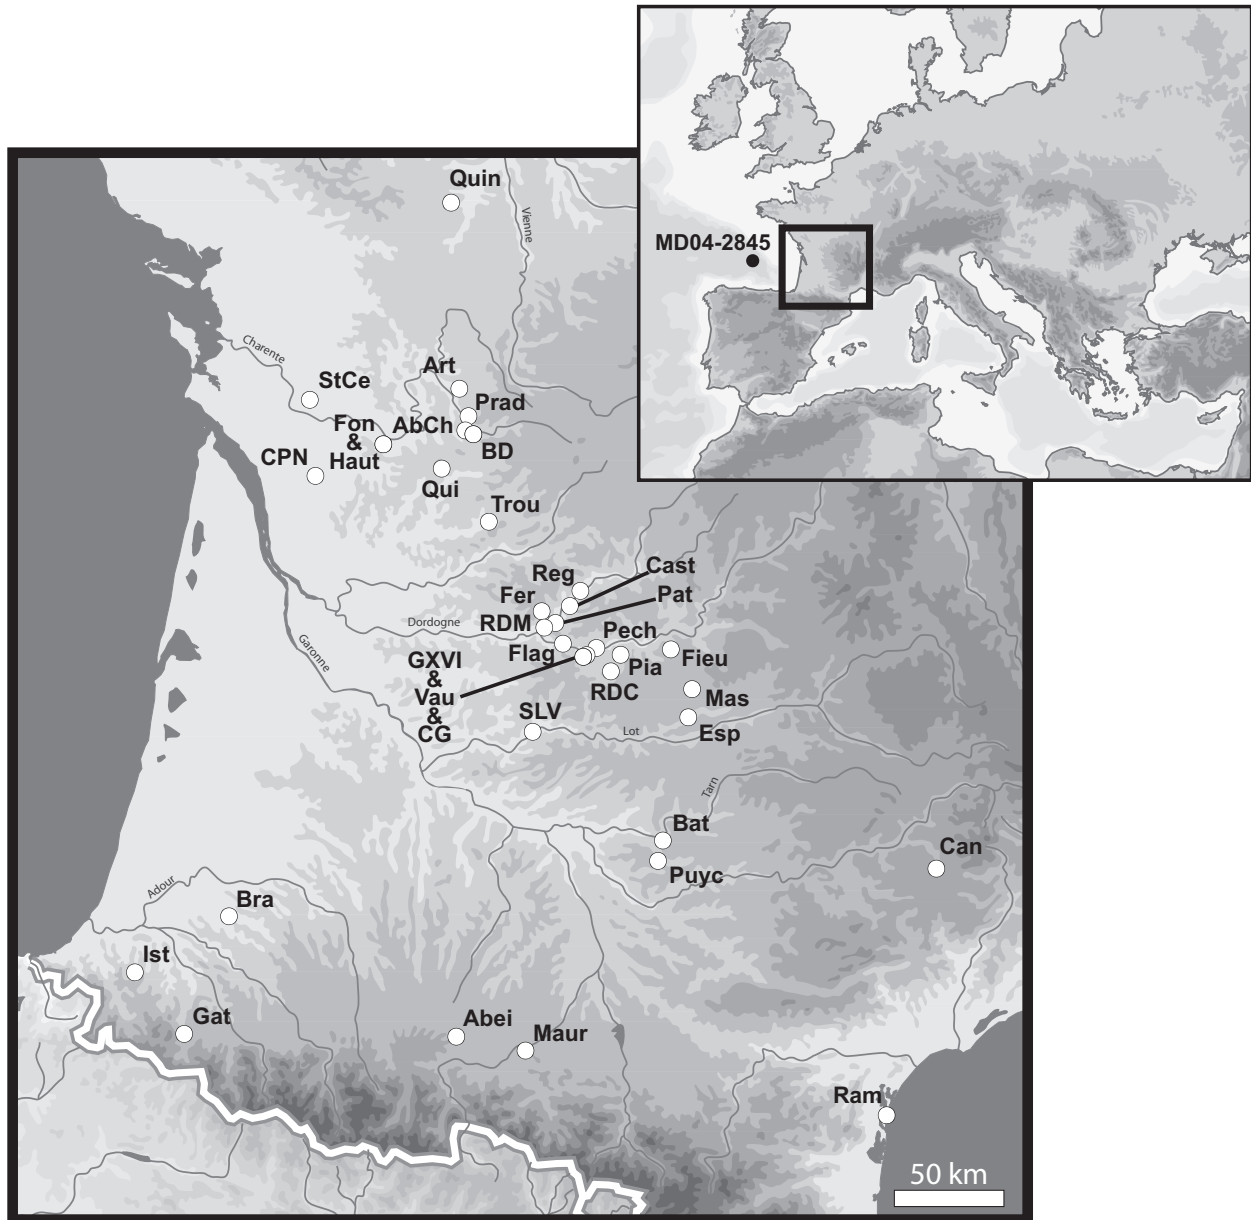 MD04-2845
Quin
Vienne
Charente
Art
StCe
Prad
Fon
&
Haut
AbCh
BD
CPN
Qui
Trou
Cast
Reg
Pat
Fer
RDM
Dordogne
Pech
Flag
Garonne
Pia
Fieu
GXVI
&
Vau
&
CG
RDC
Mas
SLV
Lot
Esp
Tarn
Bat
Can
Puyc
Adour
Bra
Ist
Gat
Abei
Maur
Ram
50 km